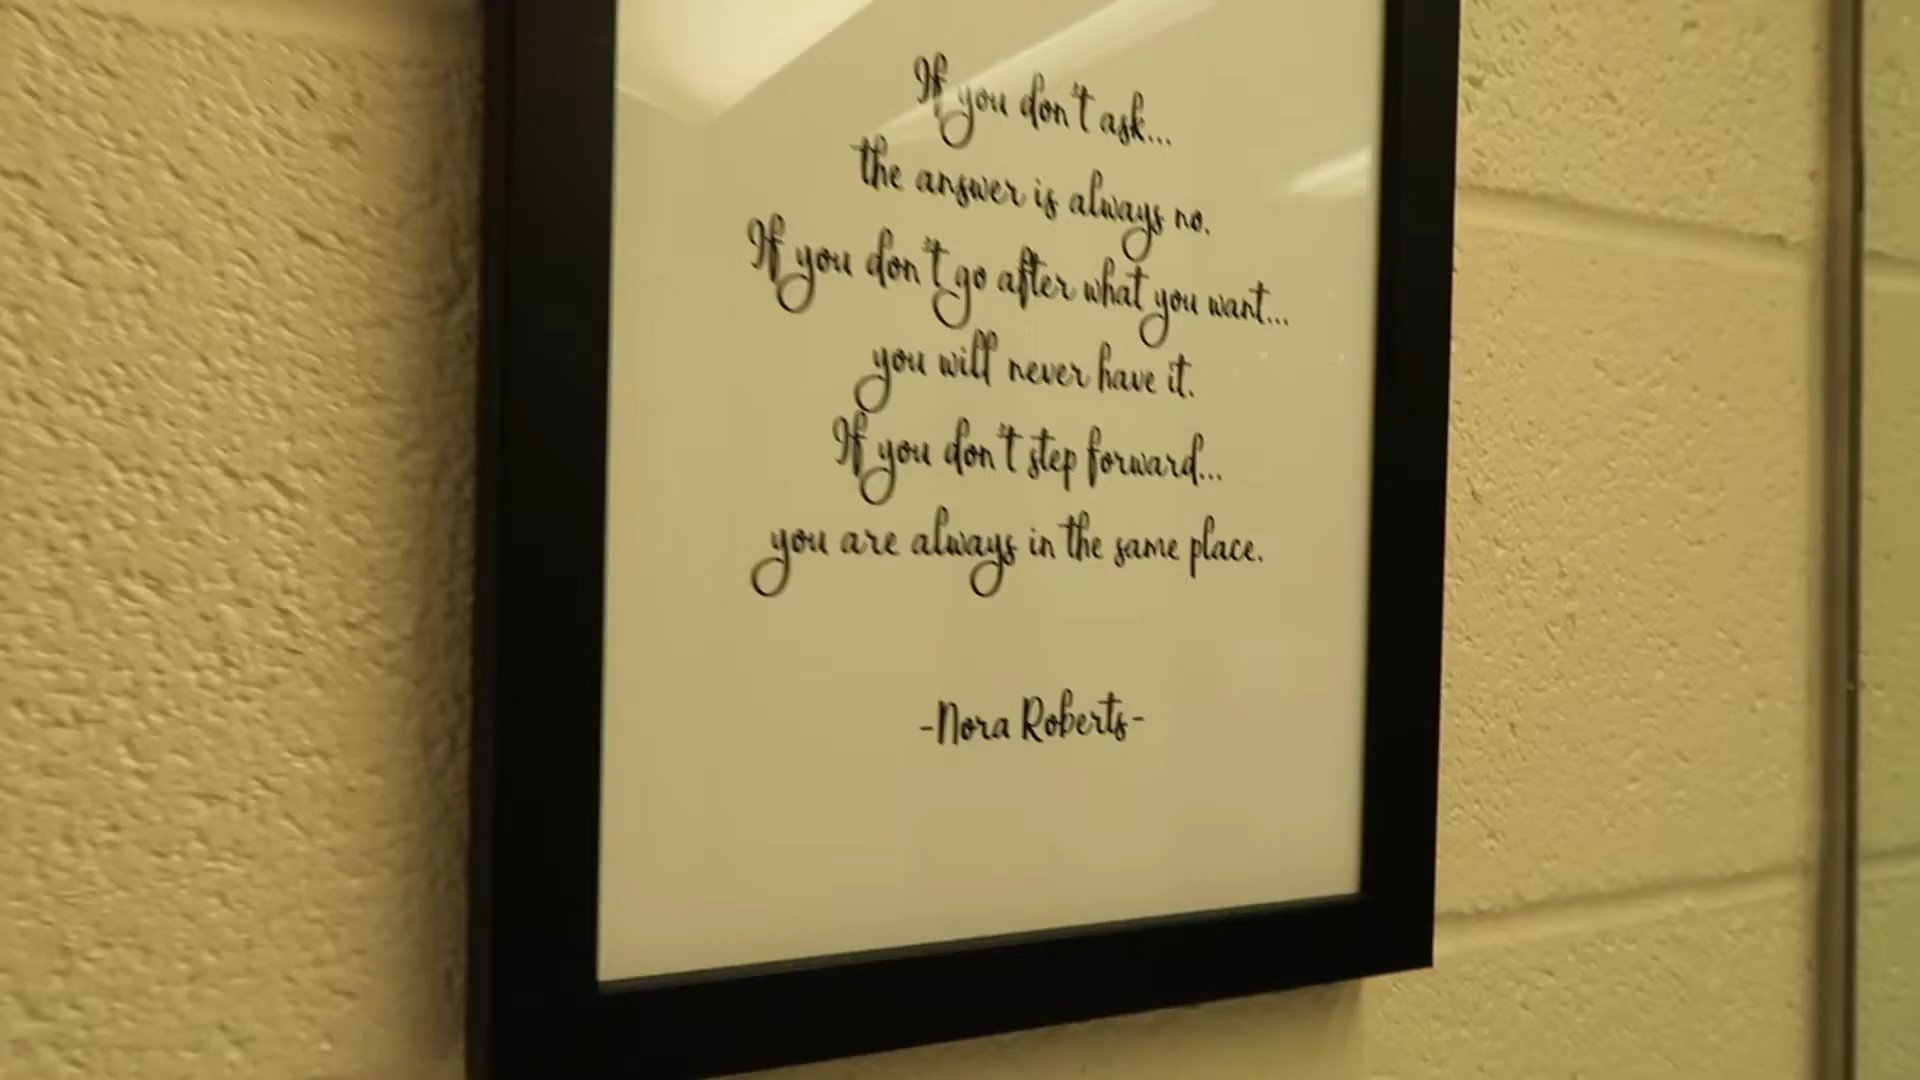 If you don't ask...
the answer is always no.
If you don't go after what you want...
you will never have it.
If you don't step forward...
you are always in the same place.
-Nora Roberts-